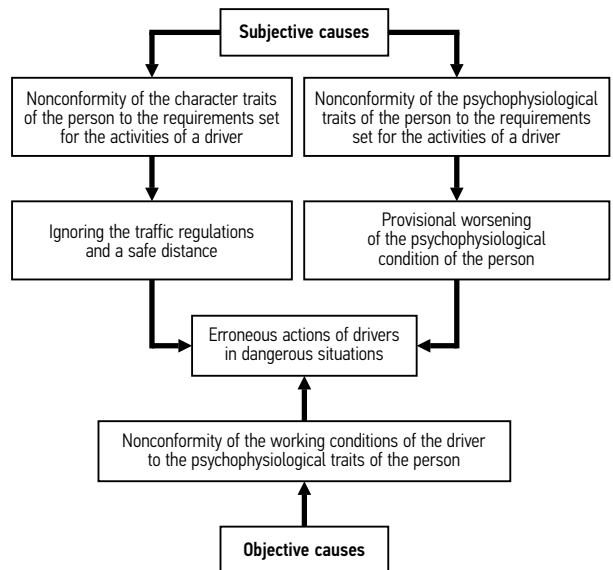 Subjective causes
Nonconformity of the character traits
of the person to the requirements set
for the activities of a driver
Nonconformity of the psychophysiological
traits of the person to the requirements
set for the activities of a driver
Ignoring the traffic regulations
and a safe distance
Provisional worsening
of the psychophysiological
condition of the person
Erroneous actions of drivers
in dangerous situations
Nonconformity of the working conditions of the driver
to the psychophysiological traits of the person
Objective causes